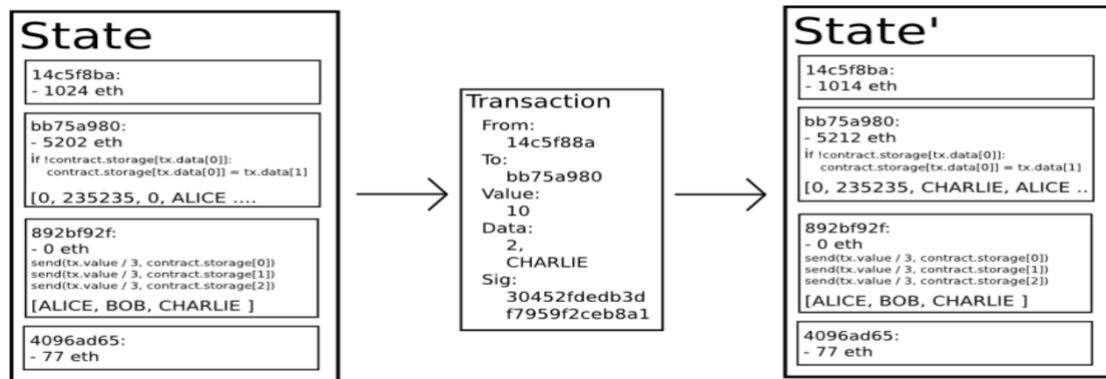 State
14c5f8ba:
- 1024 eth
bb75a980:
- 5202 eth
if !contract.storage[tx.data[0]]:
contract.storage[tx.data[0]] = tx.data[1]
[0, 235235, 0, ALICE ....
892bf92f:
- 0 eth
send(tx.value / 3, contract.storage[0])
send(tx.value / 3, contract.storage[1])
send(tx.value / 3, contract.storage[2])
[ALICE, BOB, CHARLIE ]
4096ad65:
- 77 eth
Transaction
From:
14c5f88a
To:
bb75a980
Value:
10
Data:
2,
CHARLIE
Sig:
30452fdedb3d
f7959f2ceb8a1
State'
14c5f8ba:
- 1014 eth
bb75a980:
- 5212 eth
if !contract.storage[tx.data[0]]:
contract.storage[tx.data[0]] = tx.data[1]
[0, 235235, CHARLIE, ALICE ..
892bf92f:
- 0 eth
send(tx.value / 3, contract.storage[0])
send(tx.value / 3, contract.storage[1])
send(tx.value / 3, contract.storage[2])
[ALICE, BOB, CHARLIE ]
4096ad65:
- 77 eth